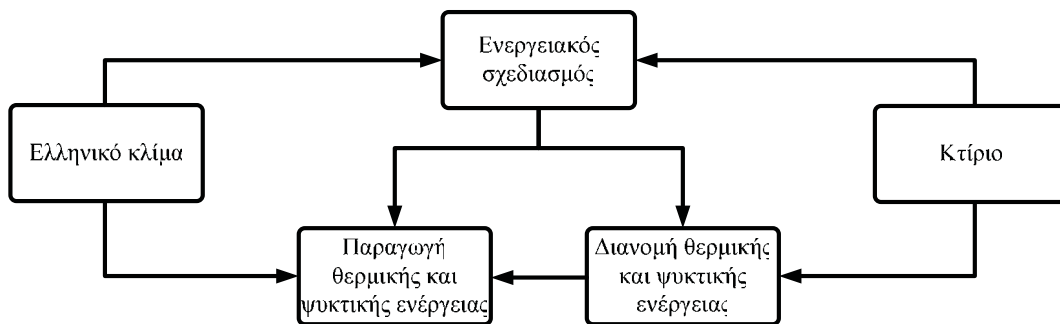 Ενεργειακός
σχεδιασμός
Ελληνικό κλίμα
Κτίριο
Παραγωγή
θερμικής και
ψυκτικής ενέργειας
Διανομή θερμικής
και ψυκτικής
ενέργειας